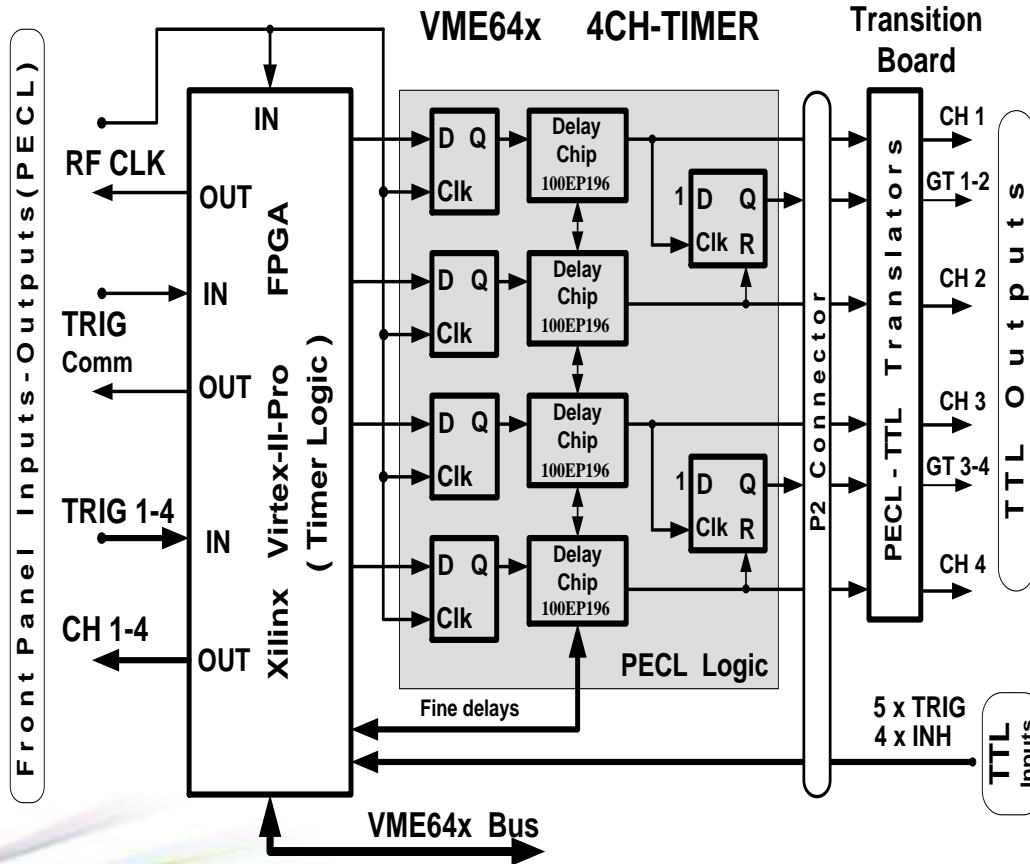 VME64x 4CH-TIMER
Transition
Board
Front Panel Inputs-Outputs(PECL)
RF CLK
TRIG
Comm
TRIG 1-4
CH 1-4
IN
OUT
IN
OUT
IN
OUT
Xilinx Virtex-II-Pro FPGA
( Timer Logic )
D Q
Clk
Delay
Chip
100EP196
1 D Q
Clk R
D Q
Clk
Delay
Chip
100EP196
D Q
Clk
Delay
Chip
100EP196
1 D Q
Clk R
D Q
Clk
Delay
Chip
100EP196
PECL Logic
Fine delays
P2 Connector
PECL-TTL Translators
CH 1
GT 1-2
CH 2
CH 3
GT 3-4
CH 4
TTL Outputs
5 x TRIG
4 x INH
TTL
Inputs
VME64x Bus